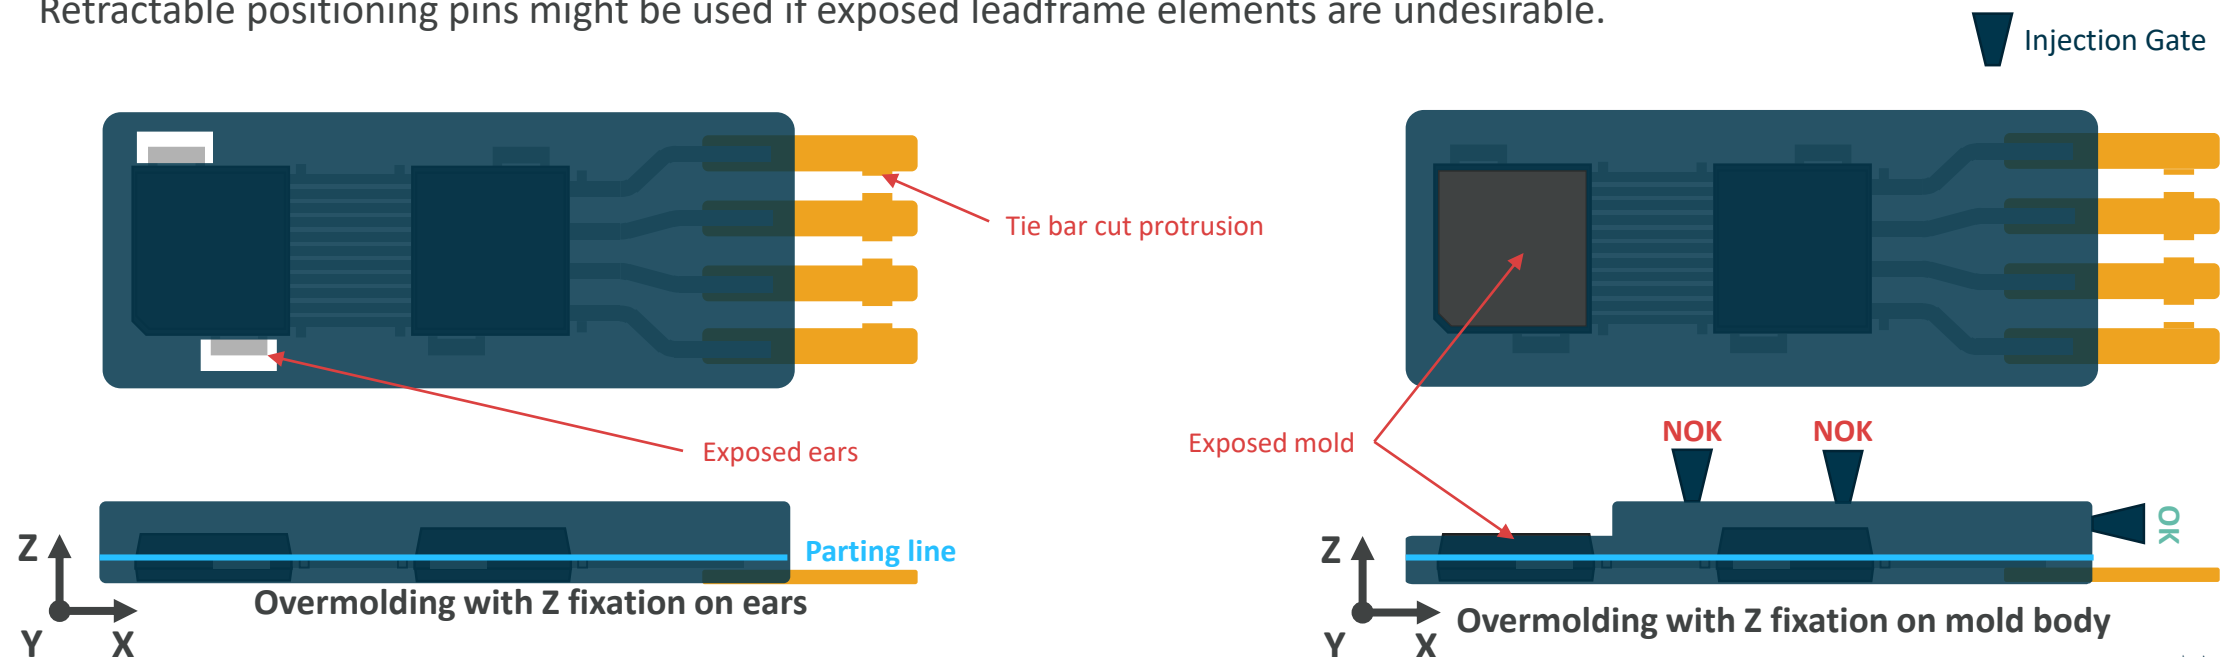 Retractable positioning pins might be used if exposed leadframe elements are undesirable.
Injection Gate
Tie bar cut protrusion
Exposed ears
Exposed mold
NOK
NOK
OK
Parting line
Z
Y
X
Overmolding with Z fixation on ears
Z
Y
X
Overmolding with Z fixation on mold body